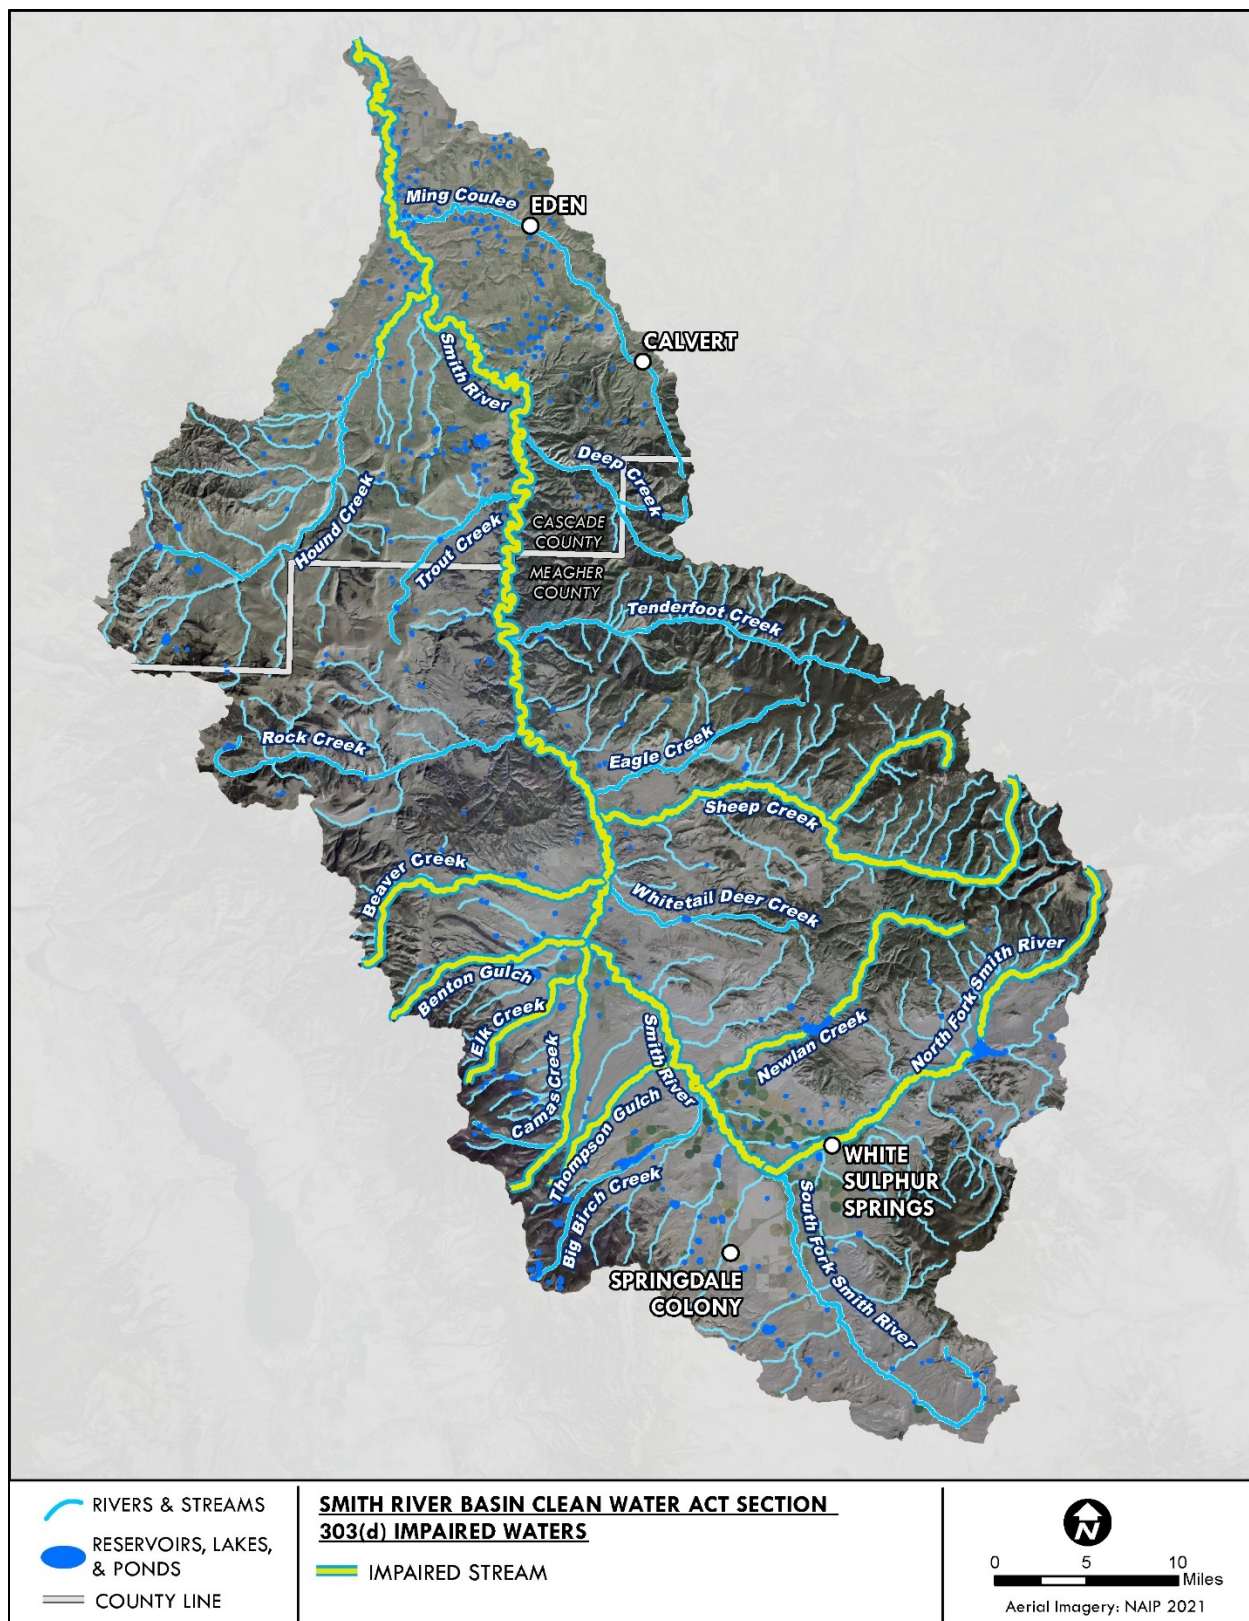 Ming Coulee
EDEN
CALVERT
Smith River
Deep Creek
Hound Creek
Trout Creek
CASCADE
COUNTY
MEAGHER
COUNTY
Tenderfoot Creek
Rock Creek
Eagle Creek
Sheep Creek
Beaver Creek
Whitetail Deer Creek
Benton Gulch
North Fork Smith River
Elk Creek
Smith River
Newlan Creek
Camas Creek
Thompson Gulch
WHITE
SULPHUR
SPRINGS
Big Birch Creek
South Fork Smith River
SPRINGDALE
COLONY
RIVERS & STREAMS
RESERVOIRS, LAKES,
& PONDS
COUNTY LINE
SMITH RIVER BASIN CLEAN WATER ACT SECTION
303(d) IMPAIRED WATERS
IMPAIRED STREAM
N
0 5 10
Miles
Aerial Imagery: NAIP 2021